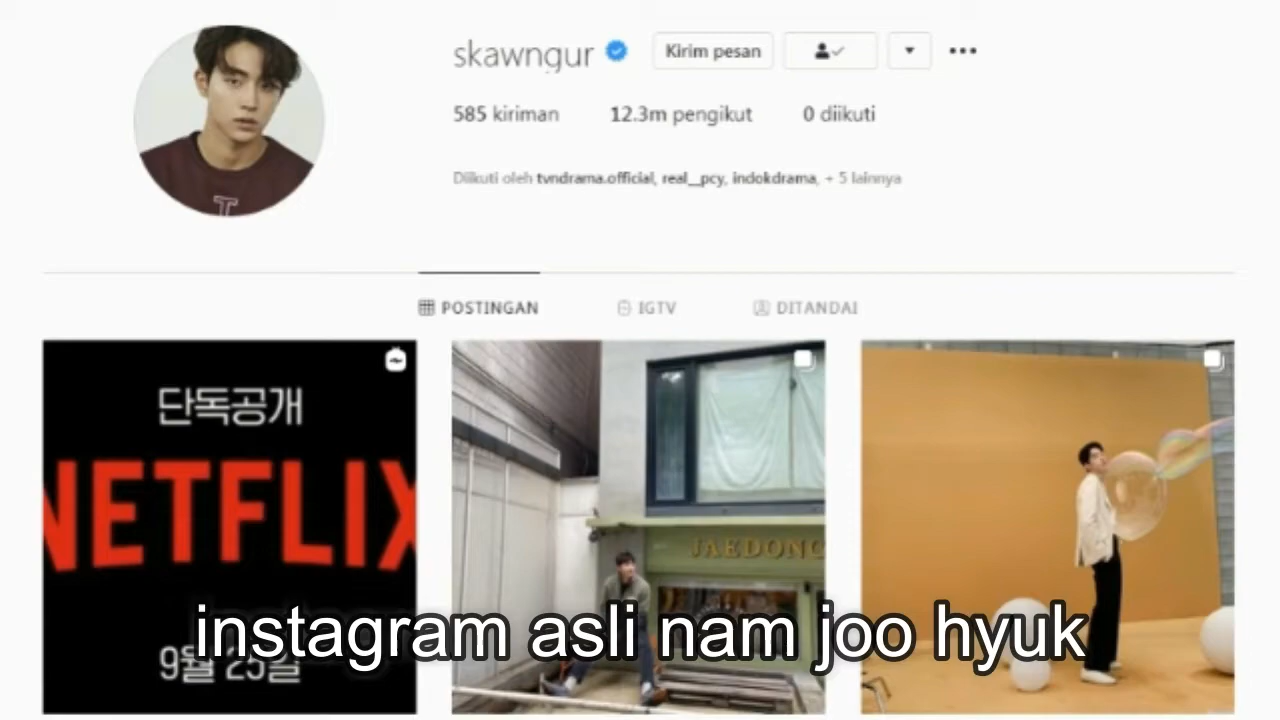 skawngur
Kirim pesan
585 kiriman
12.3m pengikut
0 diikuti
Diikuti oleh tvndrama.official, real__pcy, indokdrama, + 5 lainnya
POSTINGAN
IGTV
DITANDAI
단독공개
NETFLIX
9월 25일
JAEDONG
T
instagram asli nam joo hyuk